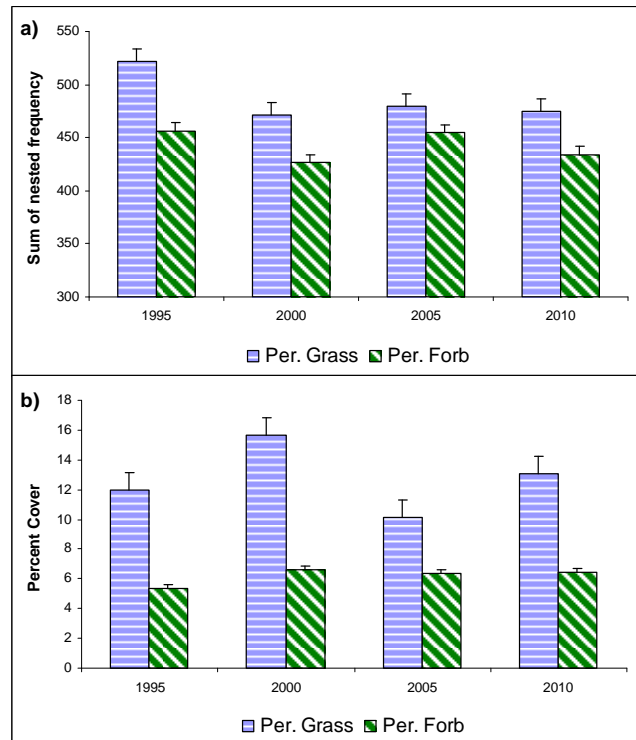 a)
550
500
450
400
350
300
Sum of nested frequency
1995 2000 2005 2010
Per. Grass Per. Forb
b)
18
16
14
12
10
8
6
4
2
0
Percent Cover
1995 2000 2005 2010
Per. Grass Per. Forb